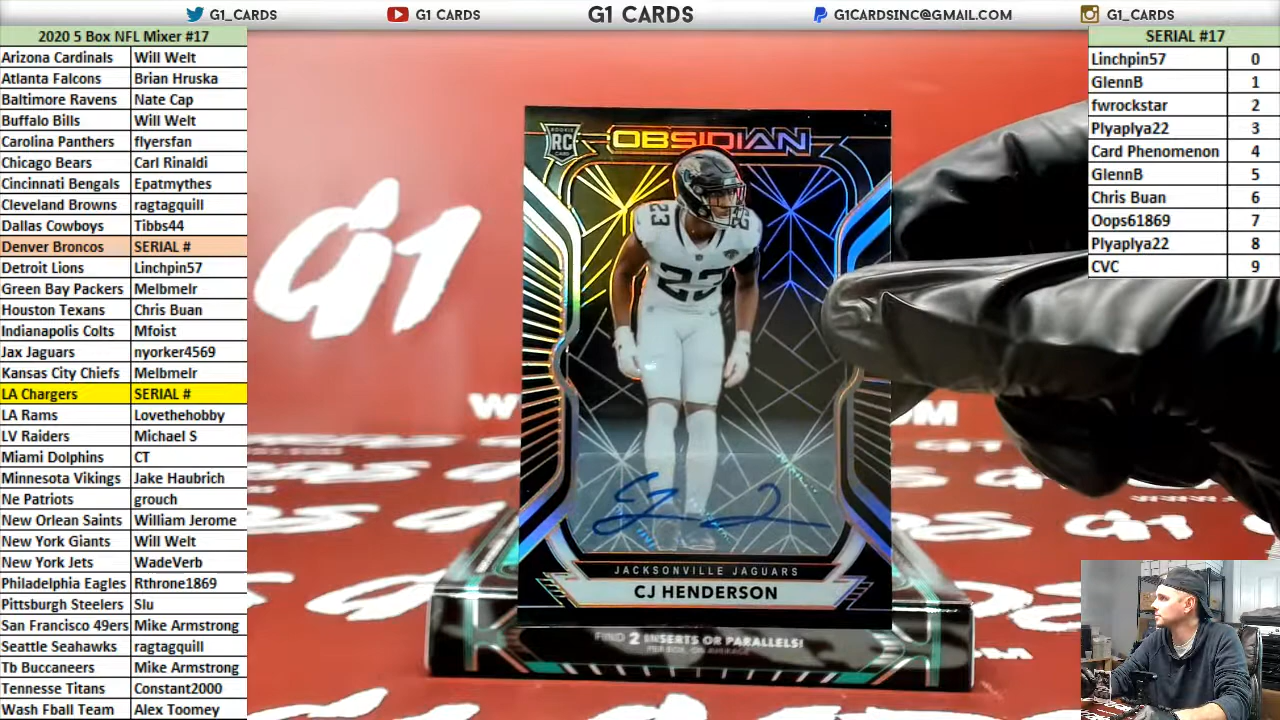 G1_CARDS
G1 CARDS
G1 CARDS
G1CARDSINC@GMAIL.COM
G1_CARDS
2020 5 Box NFL Mixer #17
Arizona Cardinals Will Welt
Atlanta Falcons Brian Hruska
Baltimore Ravens Nate Cap
Buffalo Bills Will Welt
Carolina Panthers flyersfan
Chicago Bears Carl Rinaldi
Cincinnati Bengals Epatmythes
Cleveland Browns ragtagquill
Dallas Cowboys Tibbs44
Denver Broncos SERIAL #
Detroit Lions Linchpin57
Green Bay Packers Melbmelr
Houston Texans Chris Buan
Indianapolis Colts Mfoist
Jax Jaguars nyorker4569
Kansas City Chiefs Melbmelr
LA Chargers SERIAL #
LA Rams Lovethehobby
LV Raiders Michael S
Miami Dolphins CT
Minnesota Vikings Jake Haubrich
Ne Patriots grouch
New Orlean Saints William Jerome
New York Giants Will Welt
New York Jets WadeVerb
Philadephia Eagles Rthrone1869
Pittsburgh Steelers Slu
San Francisco 49ers Mike Armstrong
Seattle Seahawks ragtagquill
Tb Buccaneers Mike Armstrong
Tennesse Titans Constant2000
Wash Fball Team Alex Toomey
SERIAL #17
Linchpin57 0
GlennB 1
fwrockstar 2
Plyaplya22 3
Card Phenomenon 4
GlennB 5
Chris Buan 6
Oops61869 7
Plyaplya22 8
CVC 9
G1
ROOKIE
RC
CARD
OBSIDIAN
23
23
JACKSONVILLE JAGUARS
CJ HENDERSON
FIND 2 INSERTS OR PARALLELS!
PER BOX, ON AVERAGE